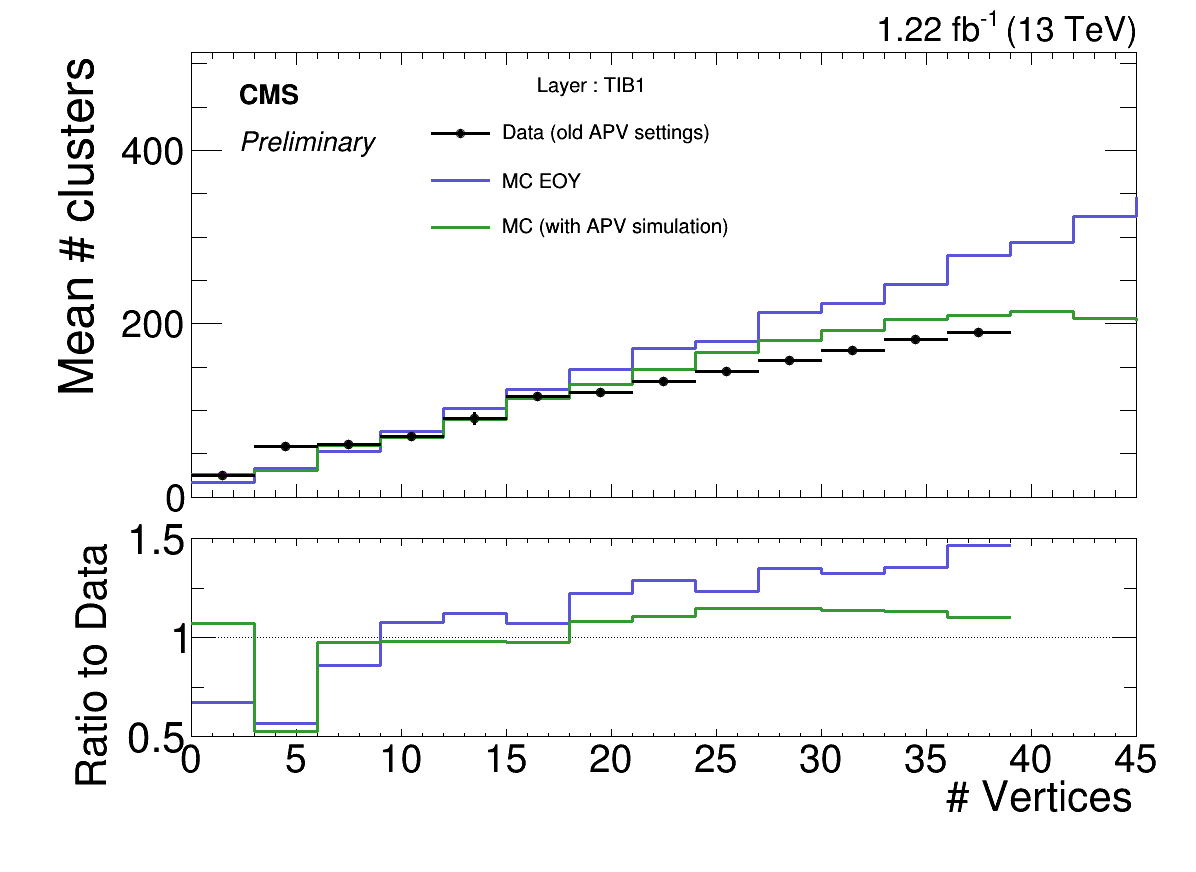 1.22 fb-1 (13 TeV)
CMS
Preliminary
Layer : TIB1
Data (old APV settings)
MC EOY
MC (with APV simulation)
Mean # clusters
400
200
0
Ratio to Data
1.5
1
0.5
0 5 10 15 20 25 30 35 40 45
# Vertices